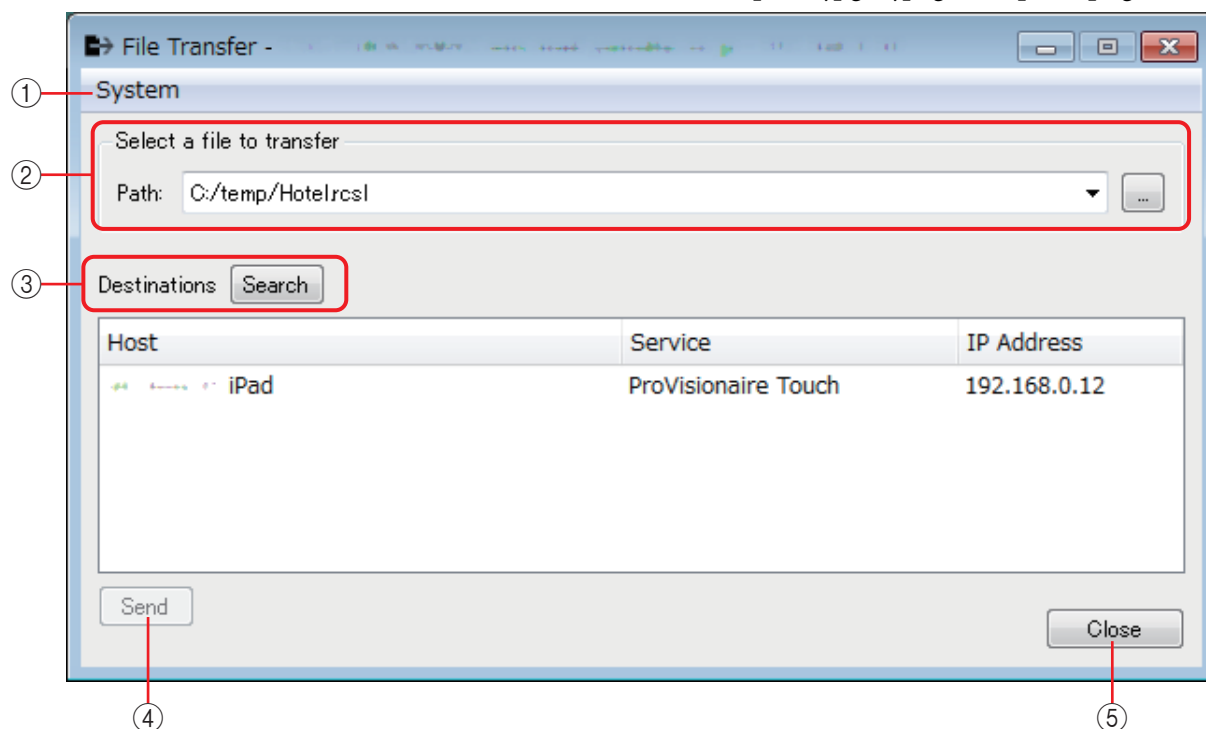 File Transfer -
① System
Select a file to transfer
② Path: C:/temp/Hotel.rcsl ...
③ Destinations Search
Host Service IP Address
iPad ProVisionaire Touch 192.168.0.12
Send
Close
④ ⑤